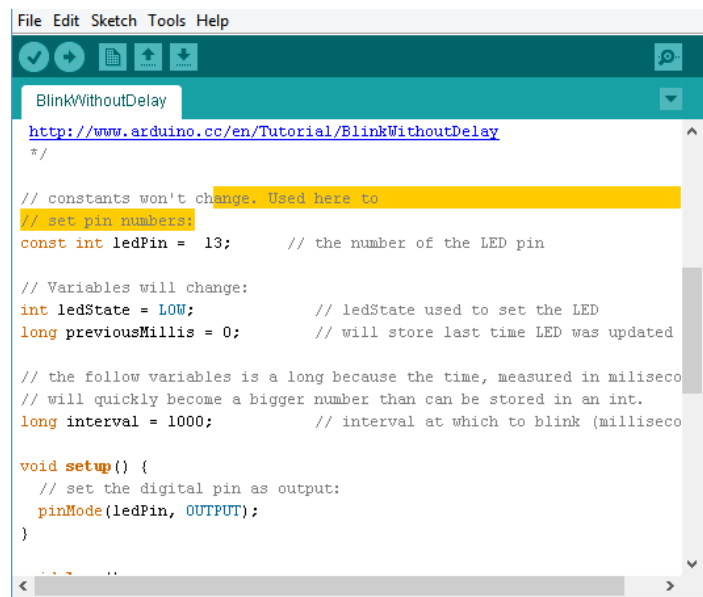 File Edit Sketch Tools Help
BlinkWithoutDelay
http://www.arduino.cc/en/Tutorial/BlinkWithoutDelay
*/
// constants won't change. Used here to
// set pin numbers:
const int ledPin =  13;      // the number of the LED pin
// Variables will change:
int ledState = LOW;             // ledState used to set the LED
long previousMillis = 0;        // will store last time LED was updated
// the follow variables is a long because the time, measured in miliseco
// will quickly become a bigger number than can be stored in an int.
long interval = 1000;           // interval at which to blink (milliseco
void setup() {
  // set the digital pin as output:
  pinMode(ledPin, OUTPUT);
}